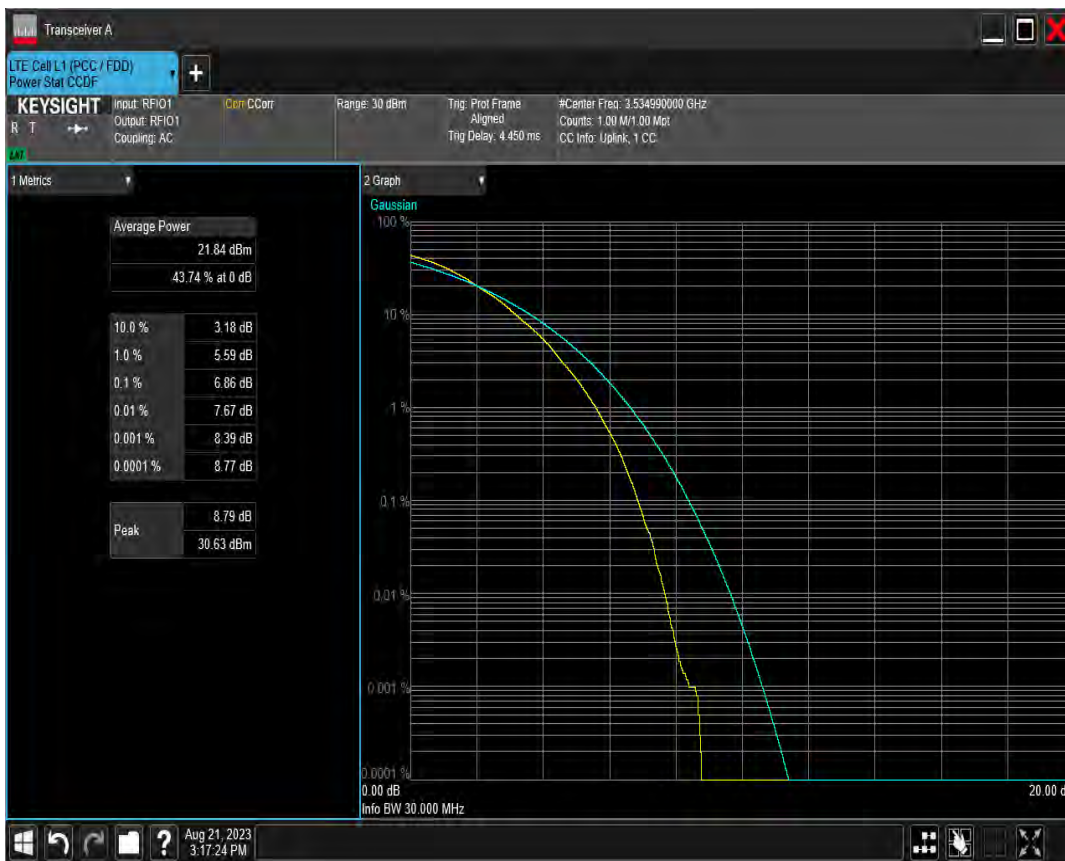 Transceiver A
LTE Cell L1 (PCC / FDD)
Power Stat CCDF
KEYSIGHT
R T
LXI
Input: RFIO1
Output: RFIO1
Coupling: AC
Corr CCorr
Range: 30 dBm
Trig: Prot Frame
Aligned
Trig Delay: 4.450 ms
#Center Freq: 3.534990000 GHz
Counts: 1.00 M/1.00 Mpt
CC Info: Uplink, 1 CC
1 Metrics
Average Power
21.84 dBm
43.74 % at 0 dB
10.0 % 3.18 dB
1.0 % 5.59 dB
0.1 % 6.86 dB
0.01 % 7.67 dB
0.001 % 8.39 dB
0.0001 % 8.77 dB
Peak
8.79 dB
30.63 dBm
2 Graph
Gaussian
100 %
10 %
1 %
0.1 %
0.01 %
0.001 %
0.0001 %
0.00 dB
20.00 d
Info BW 30.000 MHz
Aug 21, 2023
3:17:24 PM